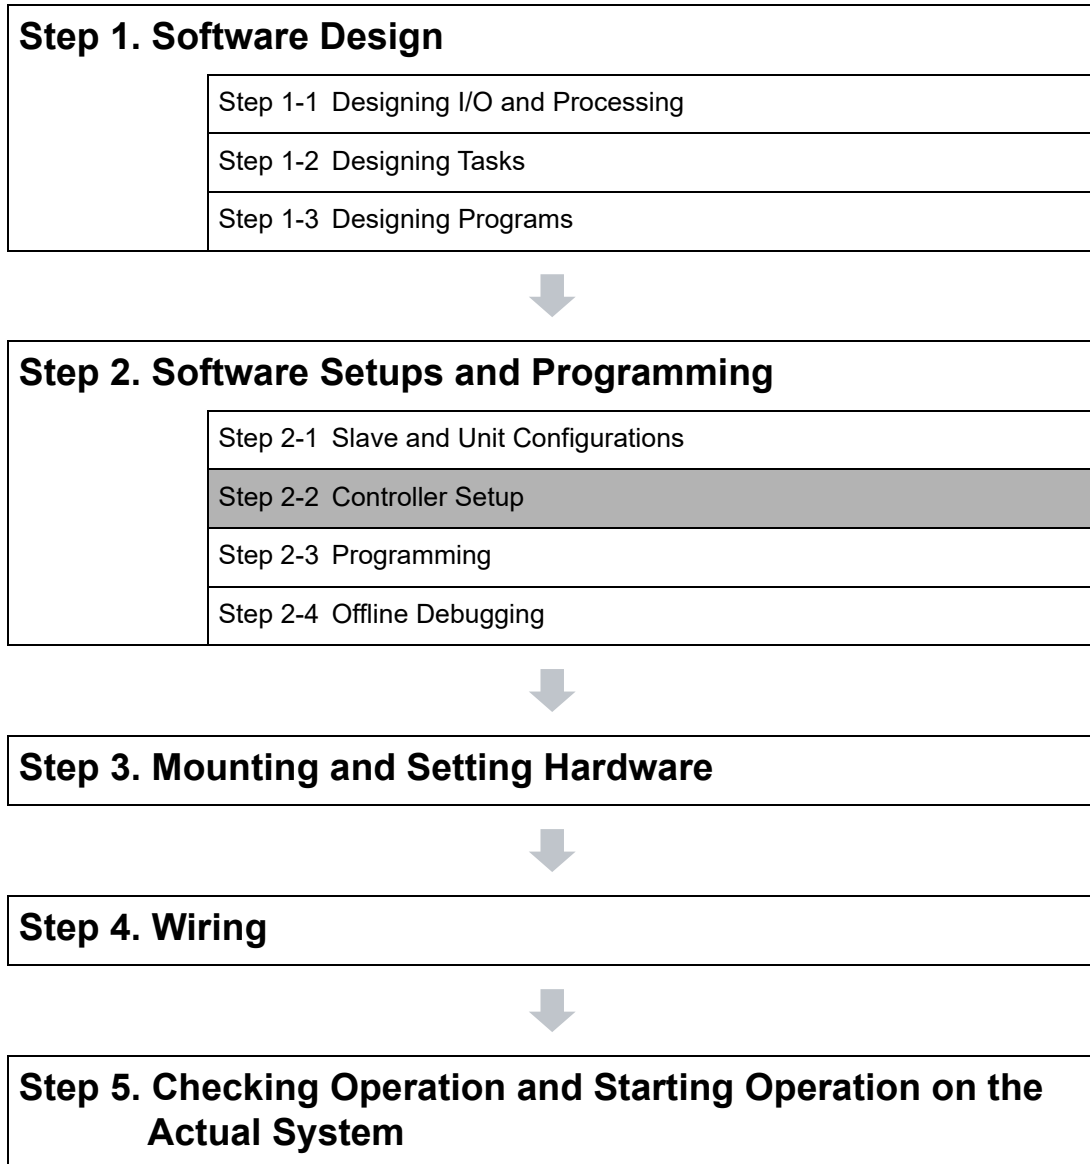 Step 1. Software Design
Step 1-1 Designing I/O and Processing
Step 1-2 Designing Tasks
Step 1-3 Designing Programs
Step 2. Software Setups and Programming
Step 2-1 Slave and Unit Configurations
Step 2-2 Controller Setup
Step 2-3 Programming
Step 2-4 Offline Debugging
Step 3. Mounting and Setting Hardware
Step 4. Wiring
Step 5. Checking Operation and Starting Operation on the
Actual System